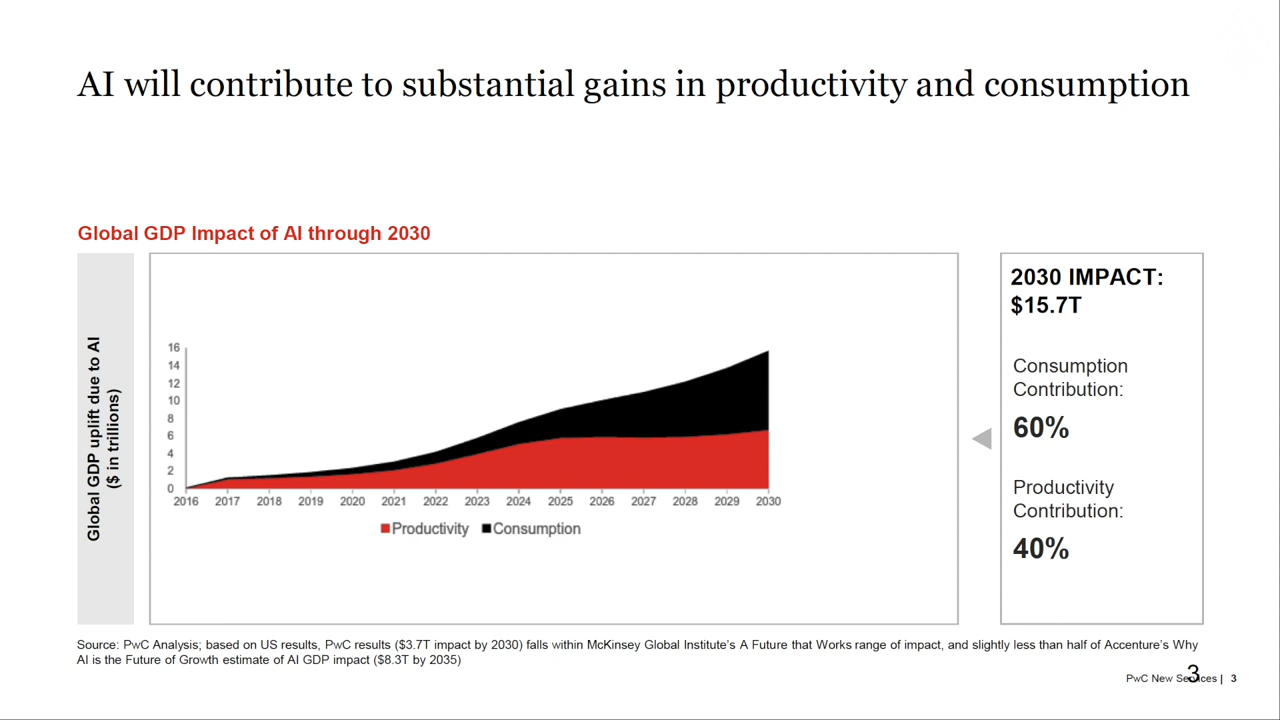 AI will contribute to substantial gains in productivity and consumption
Global GDP Impact of AI through 2030
Global GDP uplift due to AI
($ in trillions)
16
14
12
10
8
6
4
2
0
2016 2017 2018 2019 2020 2021 2022 2023 2024 2025 2026 2027 2028 2029 2030
Productivity Consumption
2030 IMPACT:
$15.7T
Consumption
Contribution:
60%
Productivity
Contribution:
40%
Source: PwC Analysis; based on US results, PwC results ($3.7T impact by 2030) falls within McKinsey Global Institute's A Future that Works range of impact, and slightly less than half of Accenture's Why
AI is the Future of Growth estimate of AI GDP impact ($8.3T by 2035)
3
PwC New Services | 3